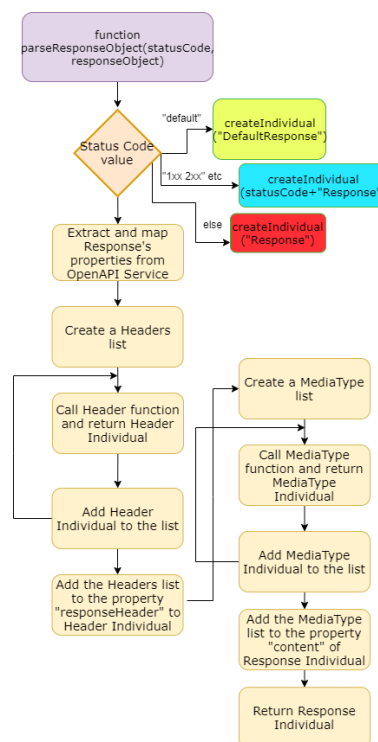 function
parseResponseObject(statusCode,
responseObject)
"default"
createIndividual
("DefaultResponse")
Status Code
value
"1xx 2xx" etc
createIndividual
(statusCode+"Response"
else
createIndividual
("Response")
Extract and map
Response's
properties from
OpenAPI Service
Create a Headers
list
Call Header function
and return Header
Individual
Add Header
Individual to the list
Add the Headers list
to the property
"responseHeader" to
Header Individual
Create a MediaType
list
Call MediaType
function and return
MediaType
Individual
Add MediaType
Individual to the list
Add the MediaType
list to the property
"content" of
Response Individual
Return Response
Individual